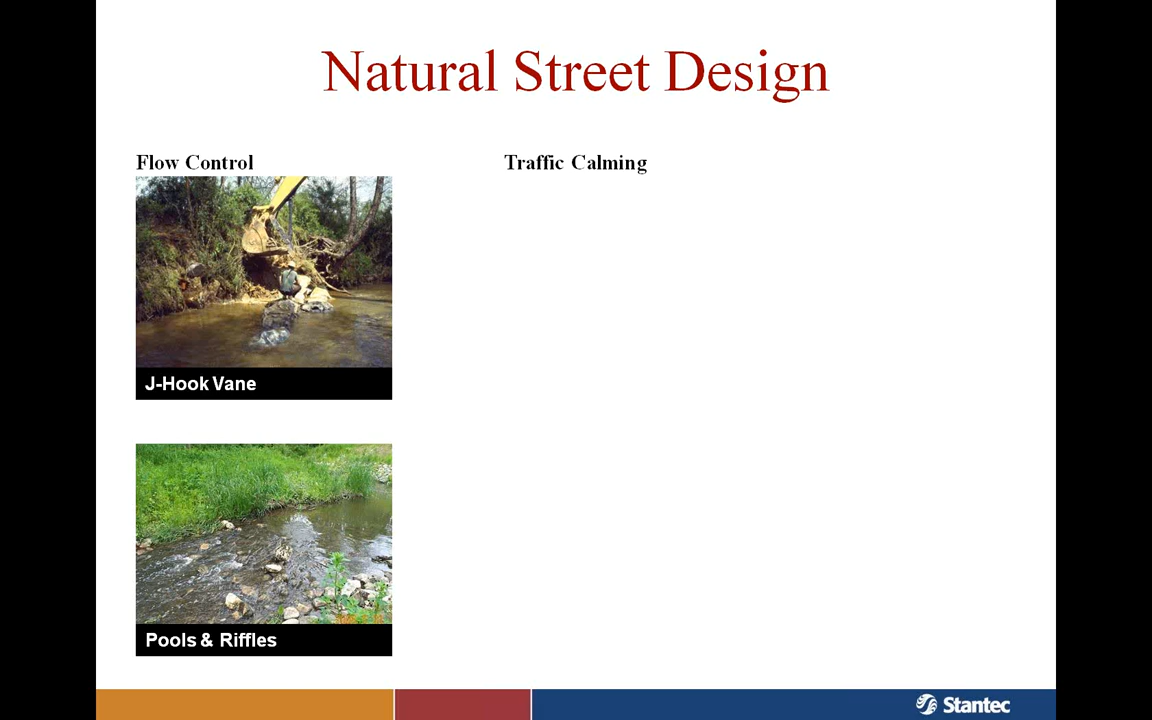 Natural Street Design
Flow Control
Traffic Calming
J-Hook Vane
Pools & Riffles
Stantec